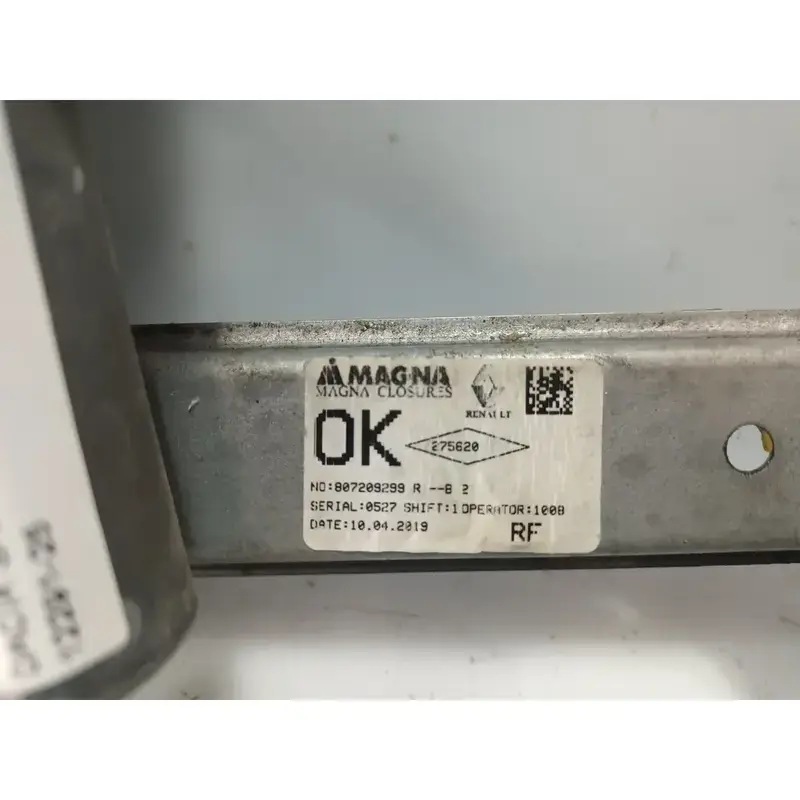 MAGNA
MAGNA CLOSURES
RENAULT
OK
275620
NO:807209299 R --B 2
SERIAL:0527 SHIFT:1 OPERATOR:1008
DATE:10.04.2019
RF